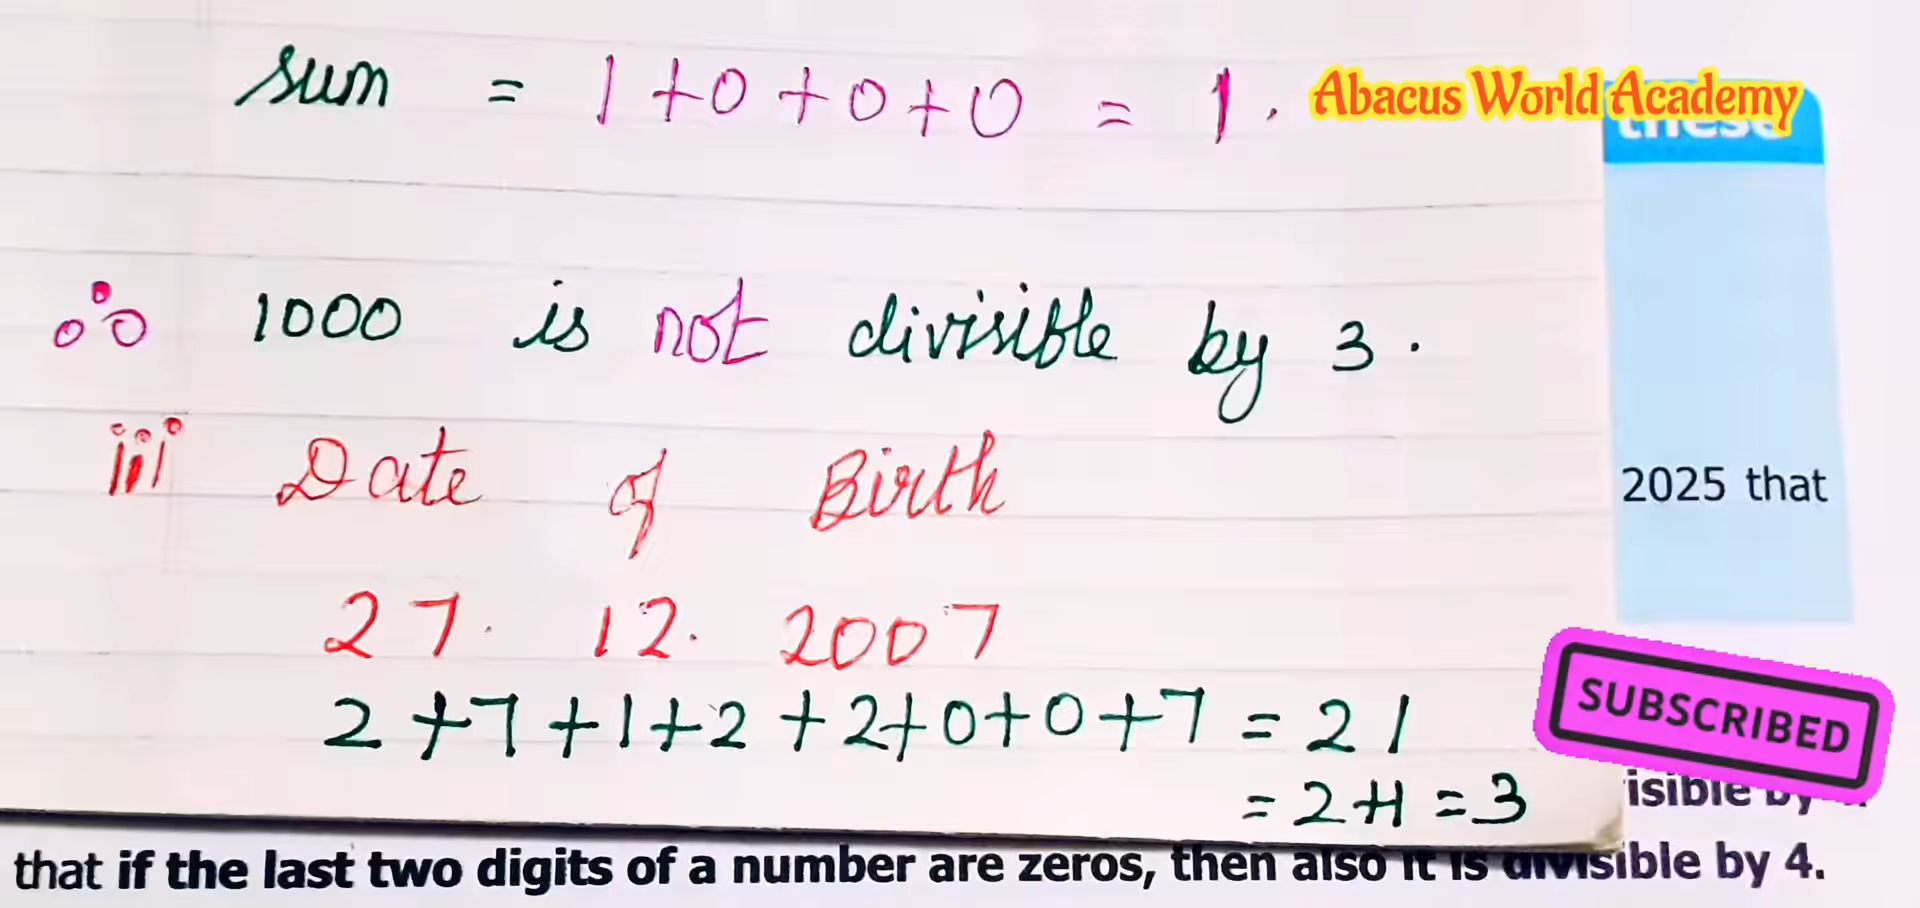 sum = 1+0+0+0 = 1.
Abacus World Academy
these
∴ 1000 is not divisible by 3.
iii Date of Birth
2025 that
27. 12. 2007
2+7+1+2+2+0+0+7 = 21
SUBSCRIBED
= 2+1 = 3
that if the last two digits of a number are zeros, then also it is divisible by 4.